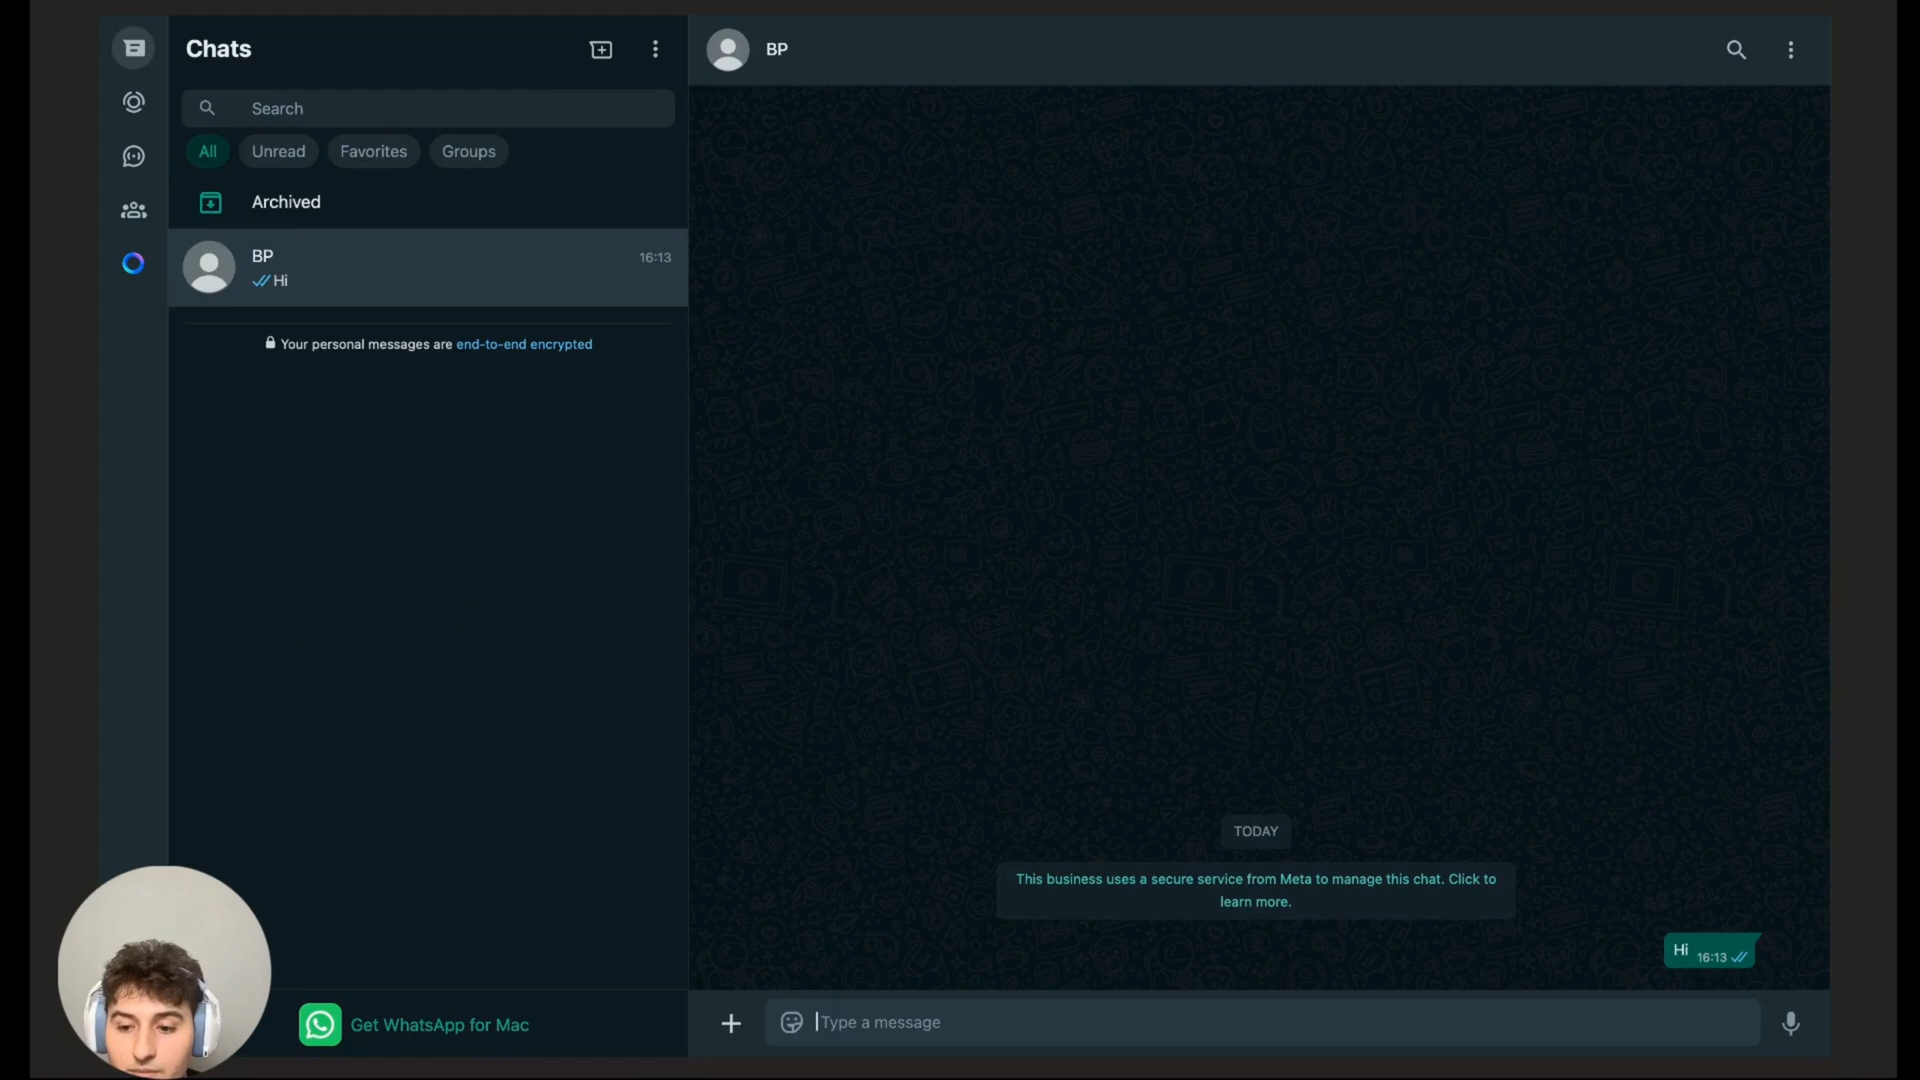 Chats
Search
All
Unread
Favorites
Groups
Archived
BP
16:13
Hi
Your personal messages are end-to-end encrypted
Get WhatsApp for Mac
BP
TODAY
This business uses a secure service from Meta to manage this chat. Click to
learn more.
Hi 16:13
Type a message